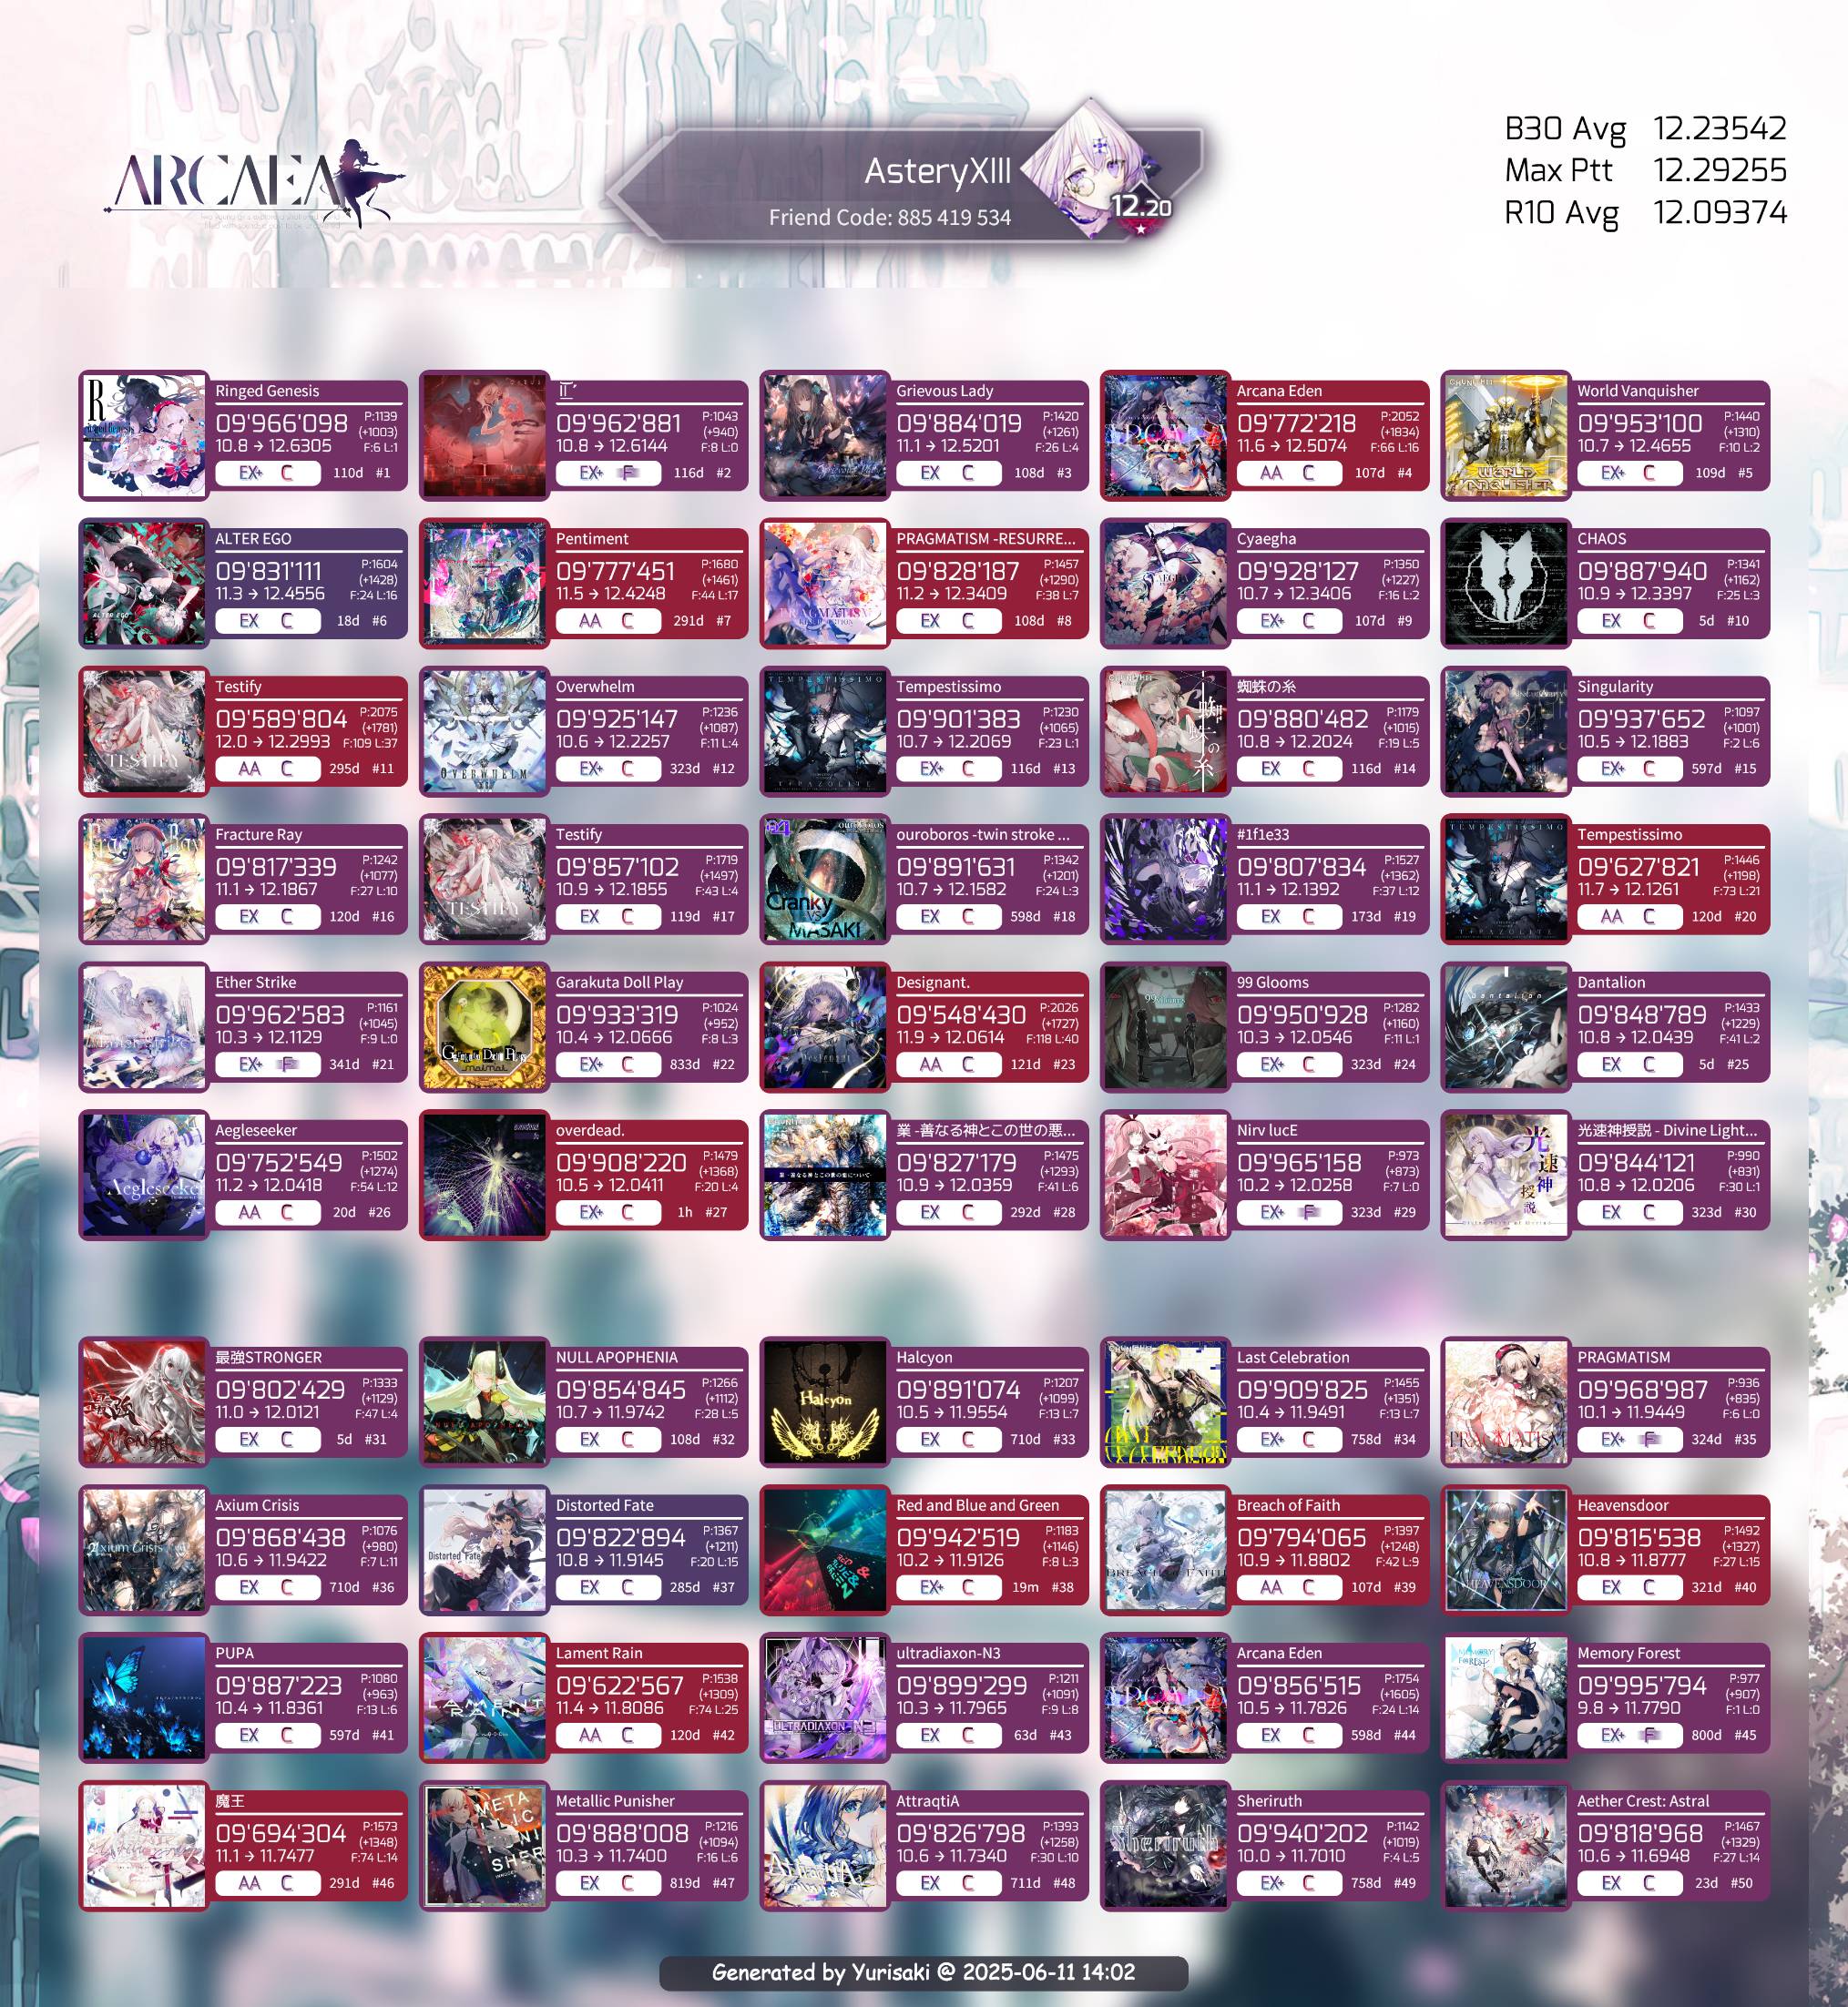 ARCAEA
AsteryXIII
Friend Code: 885 419 534
12.20
B30 Avg 12.23542
Max Ptt 12.29255
R10 Avg 12.09374
Ringed Genesis
09'966'098 P:1139
(+1003)
10.8 → 12.6305 F:6 L:1
EX+ C 110d #1
09'962'881 P:1043
(+940)
10.8 → 12.6144 F:8 L:0
EX+ F 116d #2
Grievous Lady
09'884'019 P:1420
(+1261)
11.1 → 12.5201 F:26 L:4
EX C 108d #3
Arcana Eden
09'772'218 P:2052
(+1834)
11.6 → 12.5074 F:66 L:16
AA C 107d #4
World Vanquisher
09'953'100 P:1440
(+1310)
10.7 → 12.4655 F:10 L:2
EX+ C 109d #5
ALTER EGO
09'831'111 P:1604
(+1428)
11.3 → 12.4556 F:24 L:16
EX C 18d #6
Pentiment
09'777'451 P:1680
(+1461)
11.5 → 12.4248 F:44 L:17
AA C 291d #7
PRAGMATISM -RESURRE...
09'828'187 P:1457
(+1290)
11.2 → 12.3409 F:38 L:7
EX C 108d #8
Cyaegha
09'928'127 P:1350
(+1227)
10.7 → 12.3406 F:16 L:2
EX+ C 107d #9
CHAOS
09'887'940 P:1341
(+1162)
10.9 → 12.3397 F:25 L:3
EX C 5d #10
Testify
09'589'804 P:2075
(+1781)
12.0 → 12.2993 F:109 L:37
AA C 295d #11
Overwhelm
09'925'147 P:1236
(+1087)
10.6 → 12.2257 F:11 L:4
EX+ C 323d #12
Tempestissimo
09'901'383 P:1230
(+1065)
10.7 → 12.2069 F:23 L:1
EX+ C 116d #13
蜘蛛の糸
09'880'482 P:1179
(+1015)
10.8 → 12.2024 F:19 L:5
EX C 116d #14
Singularity
09'937'652 P:1097
(+1001)
10.5 → 12.1883 F:2 L:6
EX+ C 597d #15
Fracture Ray
09'817'339 P:1242
(+1077)
11.1 → 12.1867 F:27 L:10
EX C 120d #16
Testify
09'857'102 P:1719
(+1497)
10.9 → 12.1855 F:43 L:4
EX C 119d #17
ouroboros -twin stroke ...
09'891'631 P:1342
(+1201)
10.7 → 12.1582 F:24 L:3
EX C 598d #18
#1f1e33
09'807'834 P:1527
(+1362)
11.1 → 12.1392 F:37 L:12
EX C 173d #19
Tempestissimo
09'627'821 P:1446
(+1198)
11.7 → 12.1261 F:73 L:21
AA C 120d #20
Ether Strike
09'962'583 P:1161
(+1045)
10.3 → 12.1129 F:9 L:0
EX+ F 341d #21
Garakuta Doll Play
09'933'319 P:1024
(+952)
10.4 → 12.0666 F:8 L:3
EX+ C 833d #22
Designant.
09'548'430 P:2026
(+1727)
11.9 → 12.0614 F:118 L:40
AA C 121d #23
99 Glooms
09'950'928 P:1282
(+1160)
10.3 → 12.0546 F:11 L:1
EX+ C 323d #24
Dantalion
09'848'789 P:1433
(+1229)
10.8 → 12.0439 F:41 L:2
EX C 5d #25
Aegleseeker
09'752'549 P:1502
(+1274)
11.2 → 12.0418 F:54 L:12
AA C 20d #26
overdead.
09'908'220 P:1479
(+1368)
10.5 → 12.0411 F:20 L:4
EX+ C 1h #27
業 -善なる神とこの世の悪...
09'827'179 P:1475
(+1293)
10.9 → 12.0359 F:41 L:6
EX C 292d #28
Nirv lucE
09'965'158 P:973
(+873)
10.2 → 12.0258 F:7 L:0
EX+ F 323d #29
光速神授説 - Divine Light...
09'844'121 P:990
(+831)
10.8 → 12.0206 F:30 L:1
EX C 323d #30
最強STRONGER
09'802'429 P:1333
(+1129)
11.0 → 12.0121 F:47 L:4
EX C 5d #31
NULL APOPHENIA
09'854'845 P:1266
(+1112)
10.7 → 11.9742 F:28 L:5
EX C 108d #32
Halcyon
09'891'074 P:1207
(+1099)
10.5 → 11.9554 F:13 L:7
EX C 710d #33
Last Celebration
09'909'825 P:1455
(+1351)
10.4 → 11.9491 F:13 L:7
EX+ C 758d #34
PRAGMATISM
09'968'987 P:936
(+835)
10.1 → 11.9449 F:6 L:0
EX+ F 324d #35
Axium Crisis
09'868'438 P:1076
(+980)
10.6 → 11.9422 F:7 L:11
EX C 710d #36
Distorted Fate
09'822'894 P:1367
(+1211)
10.8 → 11.9145 F:20 L:15
EX C 285d #37
Red and Blue and Green
09'942'519 P:1183
(+1146)
10.2 → 11.9126 F:8 L:3
EX+ C 19m #38
Breach of Faith
09'794'065 P:1397
(+1248)
10.9 → 11.8802 F:42 L:9
AA C 107d #39
Heavensdoor
09'815'538 P:1492
(+1327)
10.8 → 11.8777 F:27 L:15
EX C 321d #40
PUPA
09'887'223 P:1080
(+963)
10.4 → 11.8361 F:13 L:6
EX C 597d #41
Lament Rain
09'622'567 P:1538
(+1309)
11.4 → 11.8086 F:74 L:25
AA C 120d #42
ultradiaxon-N3
09'899'299 P:1211
(+1091)
10.3 → 11.7965 F:9 L:8
EX C 63d #43
Arcana Eden
09'856'515 P:1754
(+1605)
10.5 → 11.7826 F:24 L:14
EX C 598d #44
Memory Forest
09'995'794 P:977
(+907)
9.8 → 11.7790 F:1 L:0
EX+ F 800d #45
魔王
09'694'304 P:1573
(+1348)
11.1 → 11.7477 F:74 L:14
AA C 291d #46
Metallic Punisher
09'888'008 P:1216
(+1094)
10.3 → 11.7400 F:16 L:6
EX C 819d #47
AttraqtiA
09'826'798 P:1393
(+1258)
10.6 → 11.7340 F:30 L:10
EX C 711d #48
Sheriruth
09'940'202 P:1142
(+1019)
10.0 → 11.7010 F:4 L:5
EX+ C 758d #49
Aether Crest: Astral
09'818'968 P:1467
(+1329)
10.6 → 11.6948 F:27 L:14
EX C 23d #50
Generated by Yurisaki @ 2025-06-11 14:02